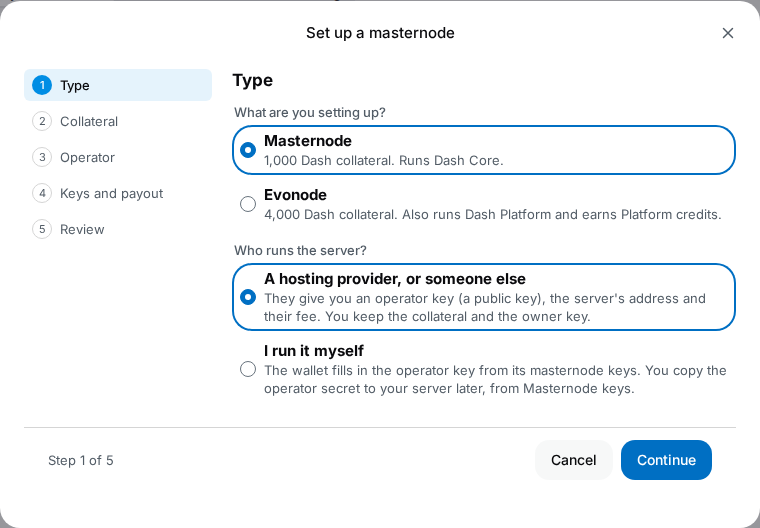 Set up a masternode
1 Type
2 Collateral
3 Operator
4 Keys and payout
5 Review
Type
What are you setting up?
Masternode
1,000 Dash collateral. Runs Dash Core.
Evonode
4,000 Dash collateral. Also runs Dash Platform and earns Platform credits.
Who runs the server?
A hosting provider, or someone else
They give you an operator key (a public key), the server's address and
their fee. You keep the collateral and the owner key.
I run it myself
The wallet fills in the operator key from its masternode keys. You copy the
operator secret to your server later, from Masternode keys.
Step 1 of 5
Cancel
Continue